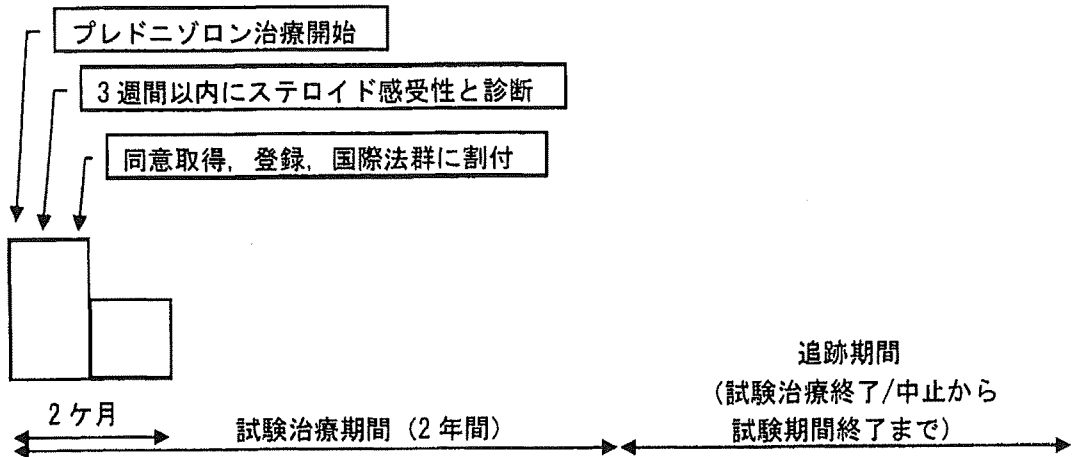 プレドニゾロン治療開始
3週間以内にステロイド感受性と診断
同意取得，登録，国際法群に割付
追跡期間
(試験治療終了/中止から
試験期間終了まで)
2ケ月
試験治療期間（2年間）